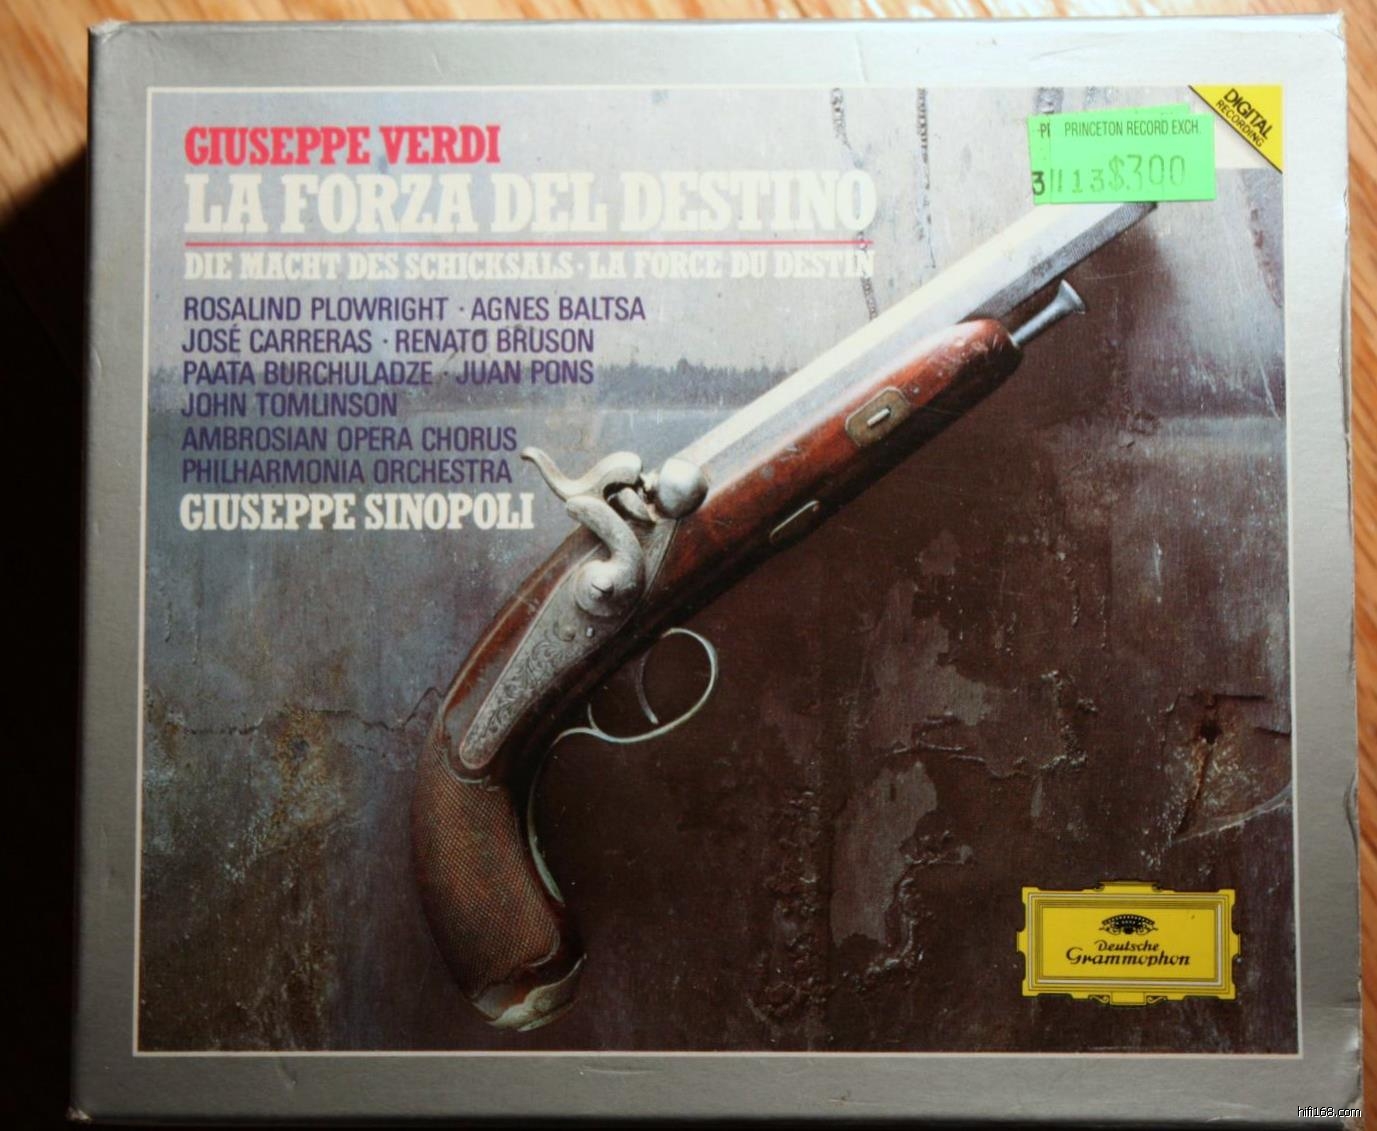 GIUSEPPE VERDI
LA FORZA DEL DESTINO
DIE MACHT DES SCHICKSALS · LA FORCE DU DESTIN
ROSALIND PLOWRIGHT · AGNES BALTSA
JOSÉ CARRERAS · RENATO BRUSON
PAATA BURCHULADZE · JUAN PONS
JOHN TOMLINSON
AMBROSIAN OPERA CHORUS
PHILHARMONIA ORCHESTRA
GIUSEPPE SINOPOLI
DIGITAL
RECORDING
PRINCETON RECORD EXCH.
113 $300
Deutsche
Grammophon
hifi168.com